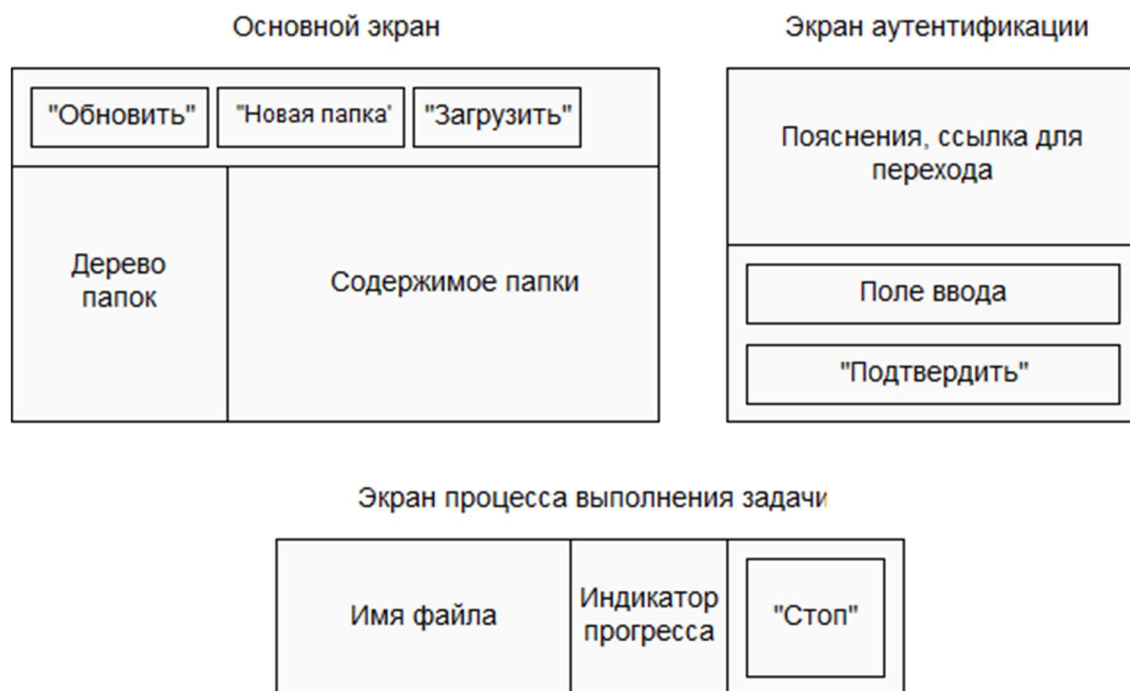 Основной экран
Экран аутентификации
"Обновить"
"Новая папка'
"Загрузить"
Пояснения, ссылка для
перехода
Дерево
папок
Содержимое папки
Поле ввода
"Подтвердить"
Экран процесса выполнения задачи
Имя файла
Индикатор
прогресса
"Стоп"